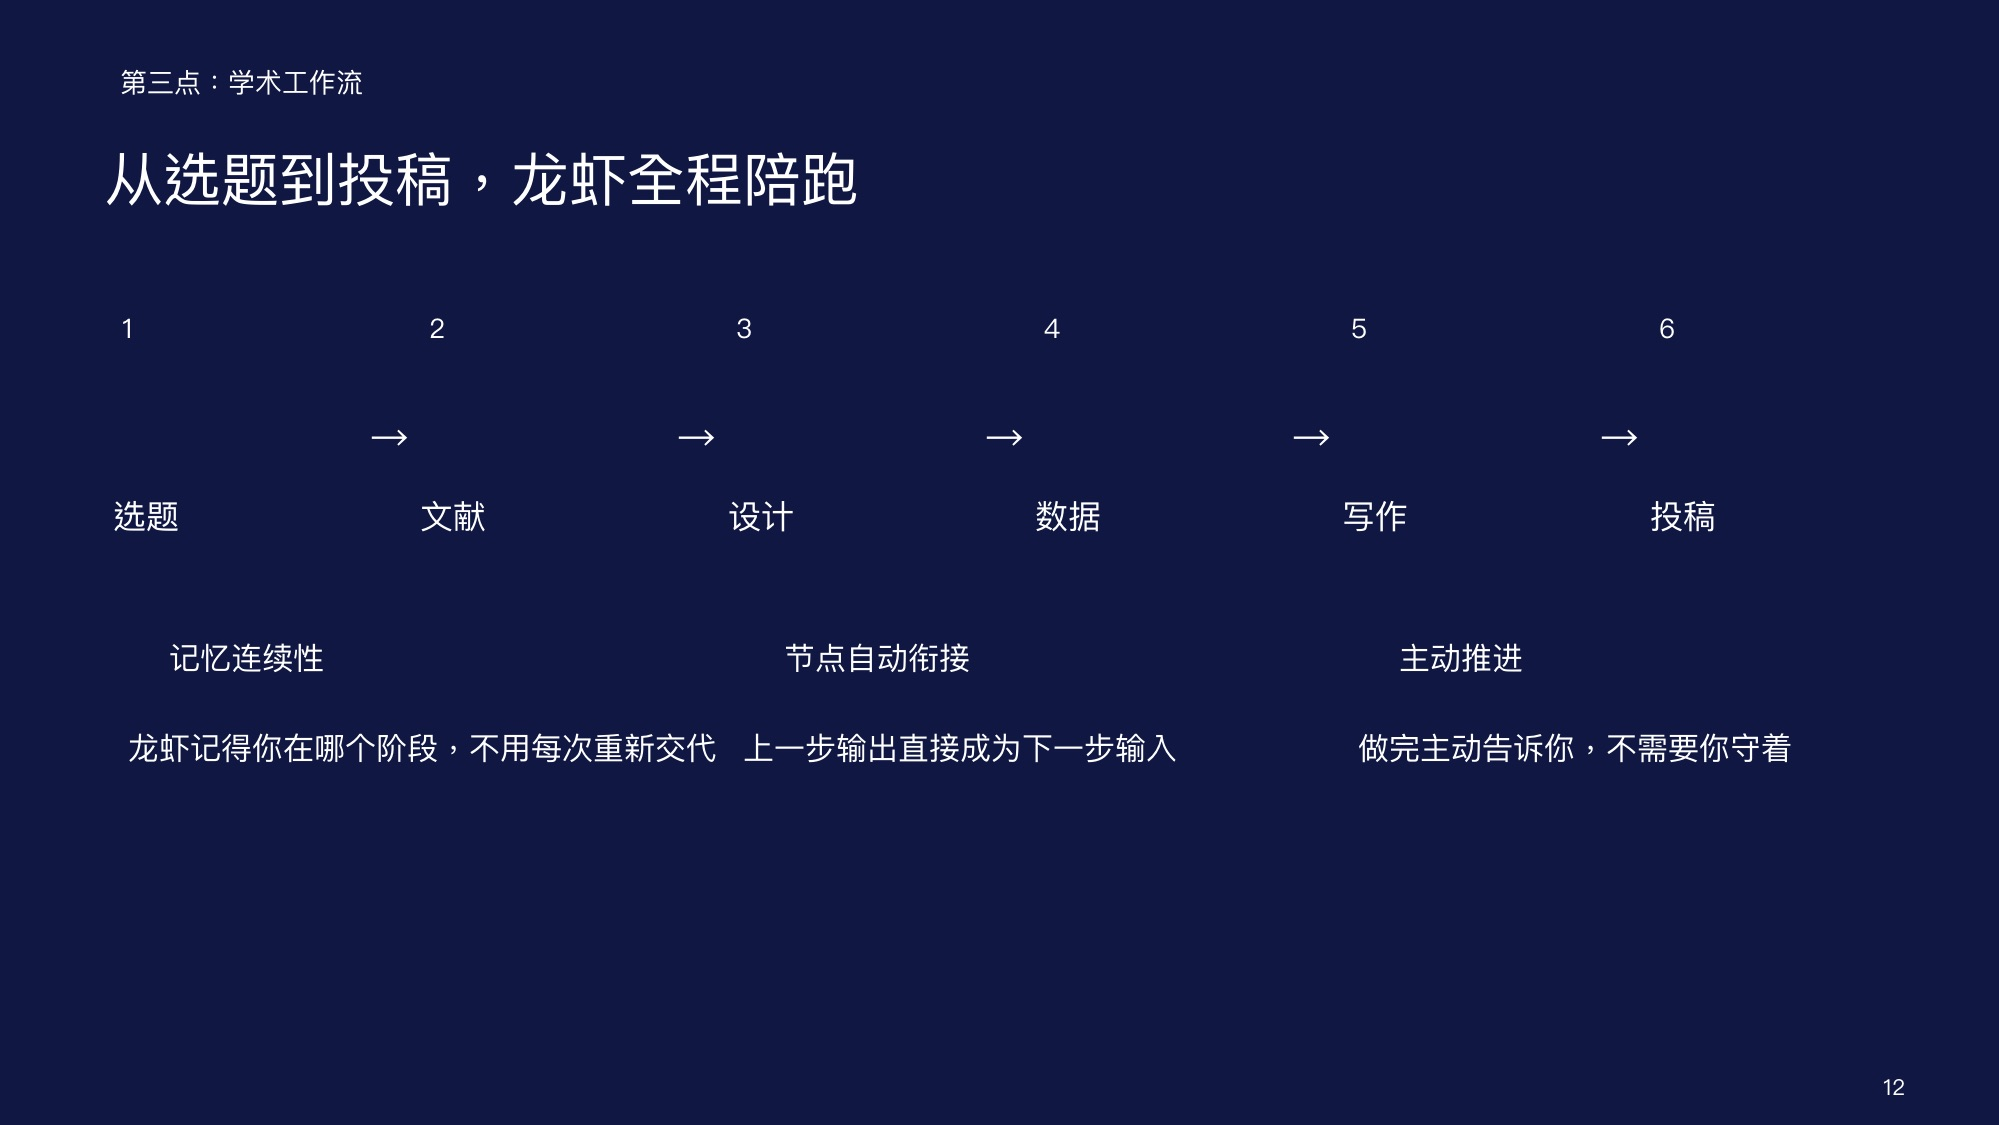 第三点：学术工作流
从选题到投稿，龙虾全程陪跑
1 2 3 4 5 6
→ → → → →
选题 文献 设计 数据 写作 投稿
记忆连续性 节点自动衔接 主动推进
龙虾记得你在哪个阶段，不用每次重新交代 上一步输出直接成为下一步输入 做完主动告诉你，不需要你守着
12